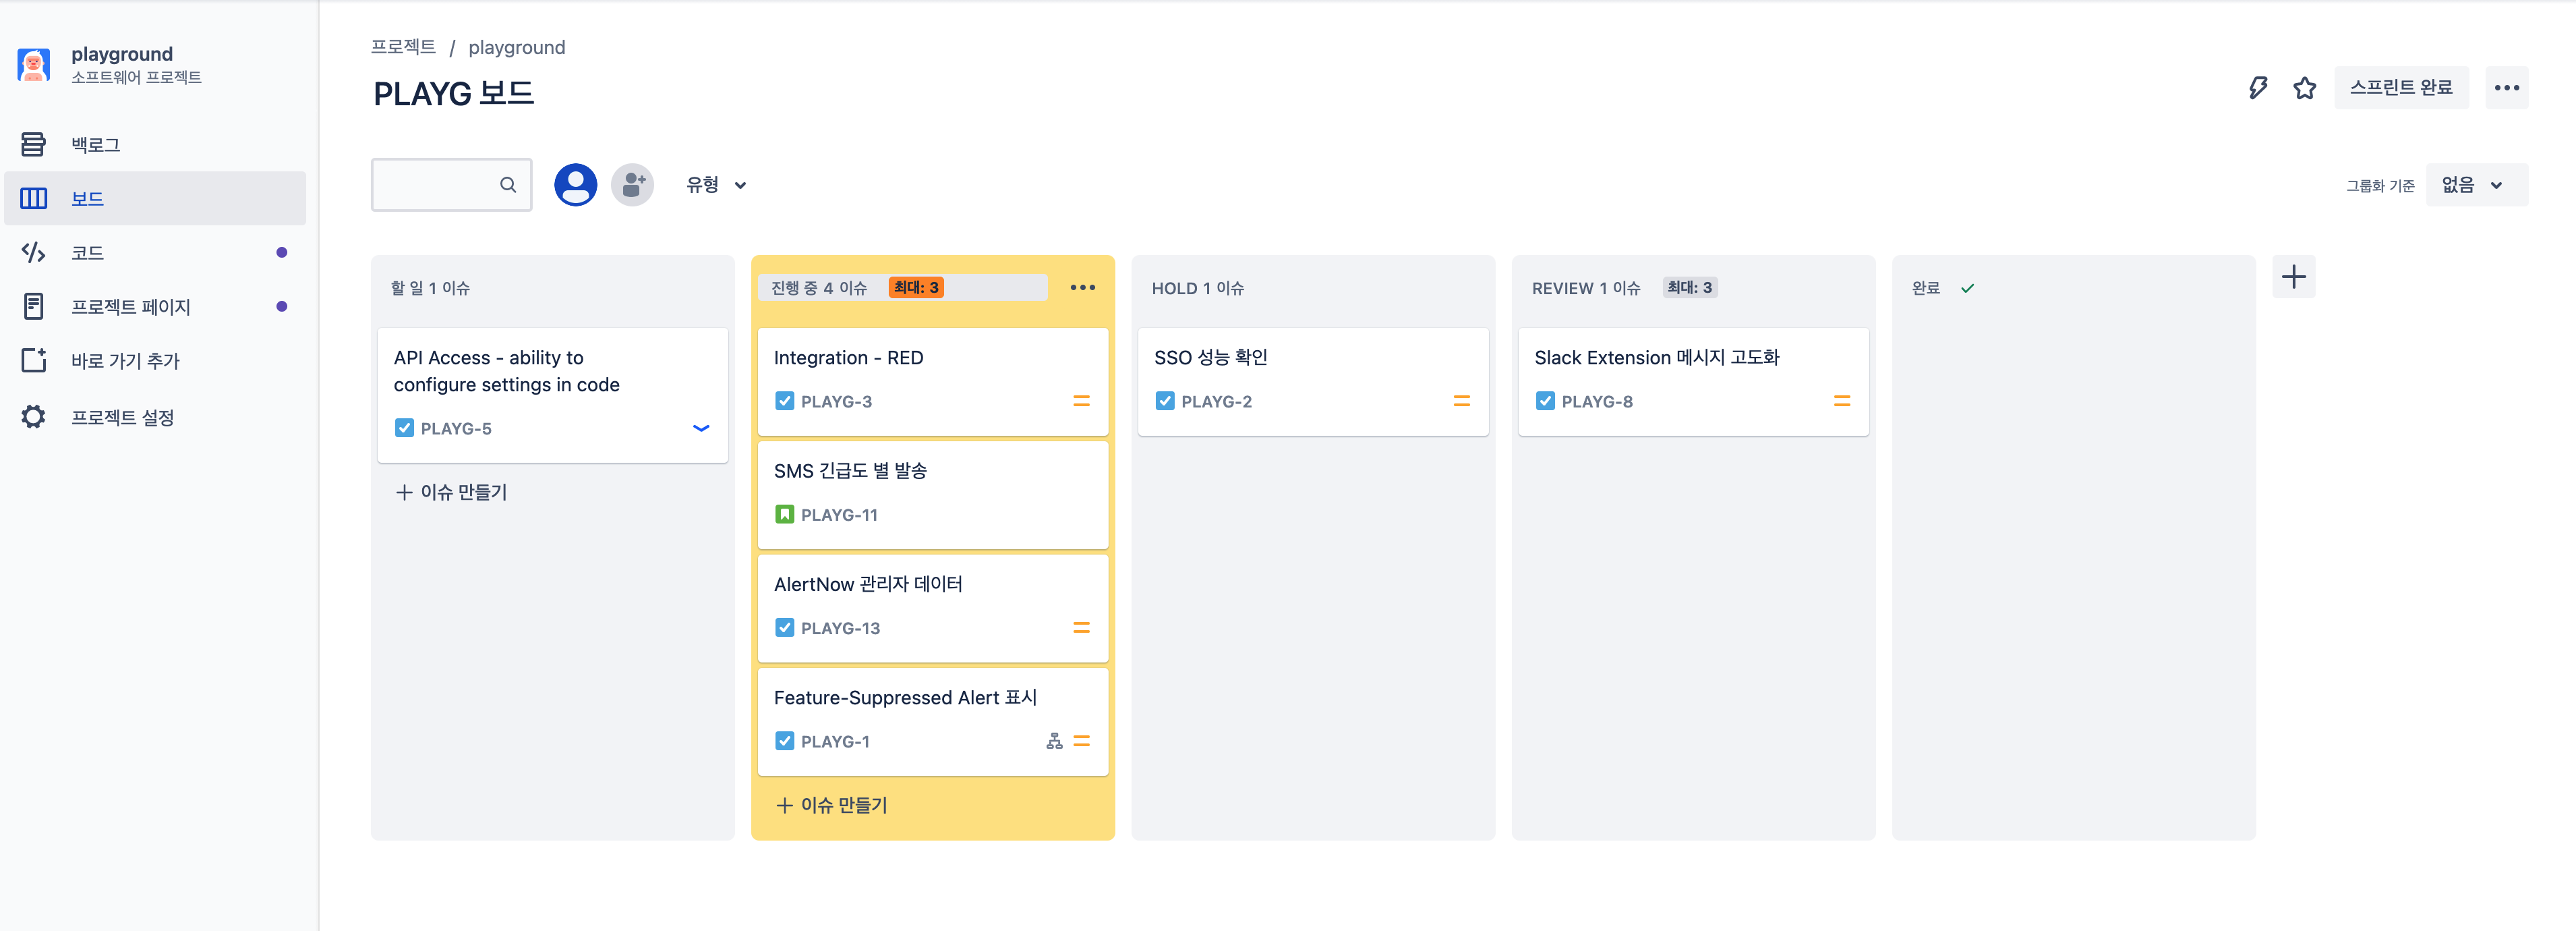 playground
소프트웨어 프로젝트
백로그
보드
코드
프로젝트 페이지
바로 가기 추가
프로젝트 설정
프로젝트 / playground
PLAYG 보드
스프린트 완료
유형
그룹화 기준 없음
할 일 1 이슈
API Access - ability to
configure settings in code
PLAYG-5
+ 이슈 만들기
진행 중 4 이슈 최대: 3
Integration - RED
PLAYG-3
SMS 긴급도 별 발송
PLAYG-11
AlertNow 관리자 데이터
PLAYG-13
Feature-Suppressed Alert 표시
PLAYG-1
+ 이슈 만들기
HOLD 1 이슈
SSO 성능 확인
PLAYG-2
REVIEW 1 이슈 최대: 3
Slack Extension 메시지 고도화
PLAYG-8
완료